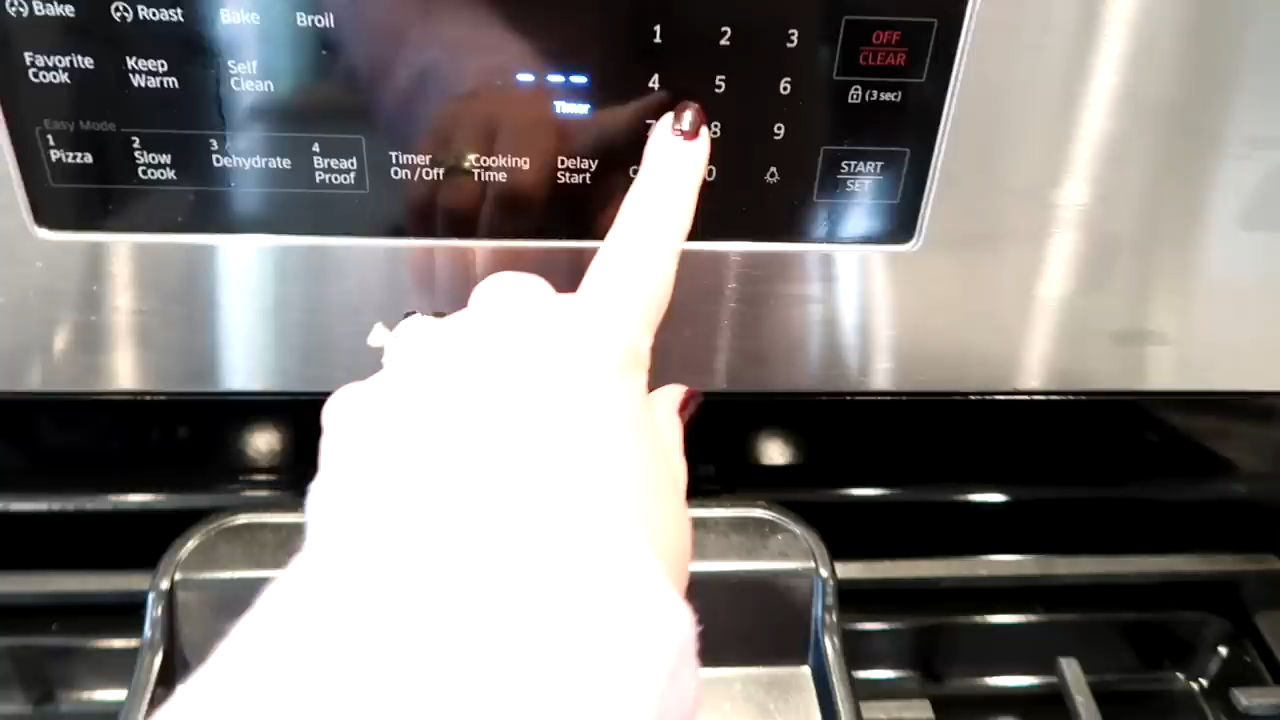 Bake
Roast
Bake
Broil
Favorite
Cook
Keep
Warm
Self
Clean
Easy Mode
1
Pizza
2
Slow
Cook
3
Dehydrate
4
Bread
Proof
Timer
On/Off
Cooking
Time
Delay
Start
--- 
Timer
1 2 3
4 5 6
7 8 9
0
OFF
CLEAR
(3 sec)
START
SET